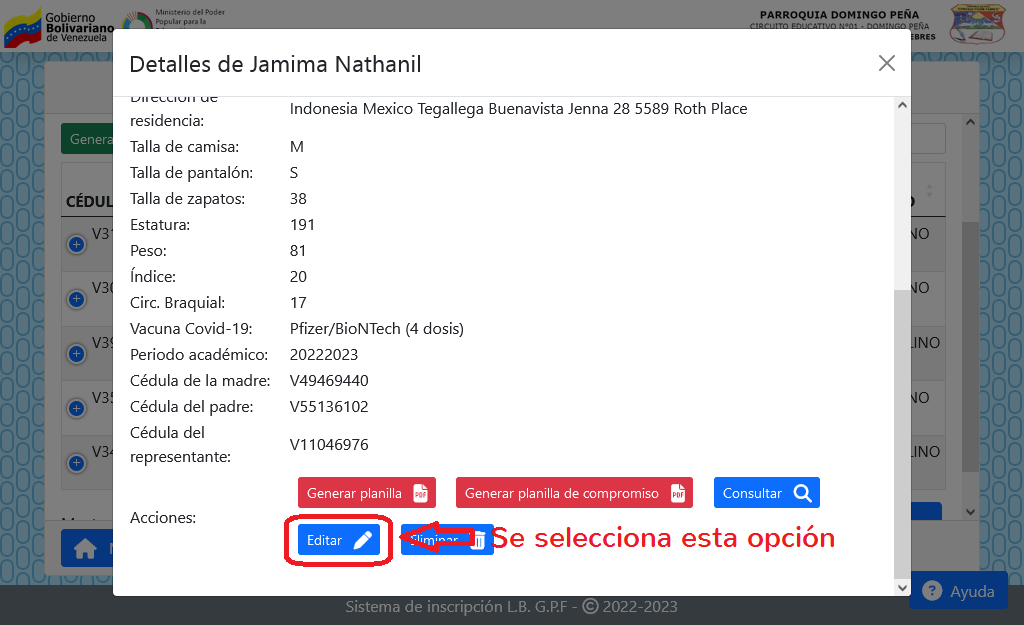 Gobierno
Bolivariano
de Venezuela
Ministerio del Poder
Popular para la
PARROQUIA DOMINGO PEÑA
CIRCUITO EDUCATIVO N°01 - DOMINGO PEÑA
Detalles de Jamima Nathanil
Dirección de
residencia:
Indonesia Mexico Tegallega Buenavista Jenna 28 5589 Roth Place
Talla de camisa: M
Talla de pantalón: S
Talla de zapatos: 38
Estatura: 191
Peso: 81
Índice: 20
Circ. Braquial: 17
Vacuna Covid-19: Pfizer/BioNTech (4 dosis)
Periodo académico: 20222023
Cédula de la madre: V49469440
Cédula del padre: V55136102
Cédula del
representante:
V11046976
Acciones:
Generar planilla PDF
Generar planilla de compromiso PDF
Consultar
Editar
Eliminar
Se selecciona esta opción
Genera
CÉDUL
V31
V30
V39
V35
V34
NO
NO
LINO
NO
LINO
Sistema de inscripción L.B. G.P.F - © 2022-2023
? Ayuda